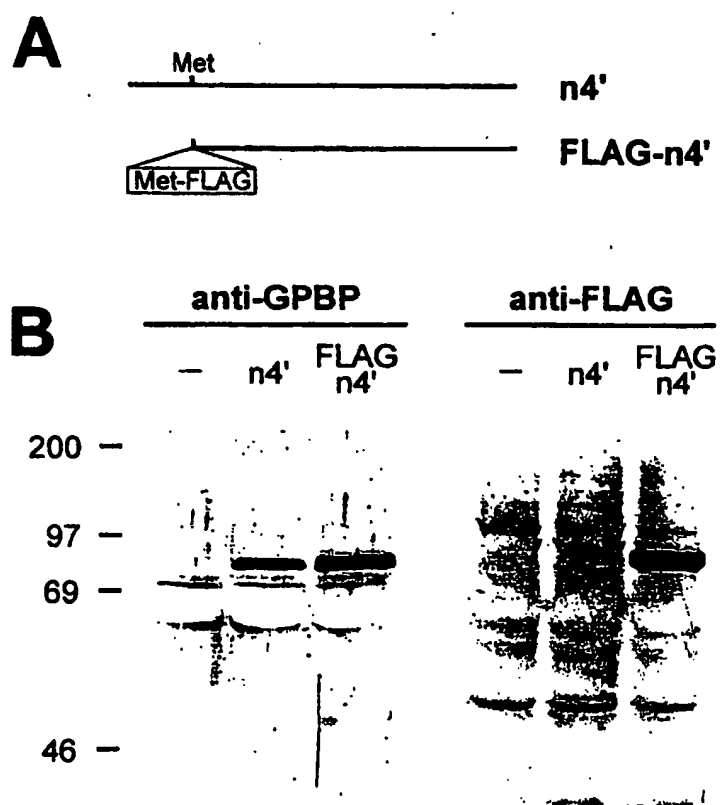 A
Met
n4'
FLAG-n4'
Met-FLAG
B
anti-GPBP
anti-FLAG
– n4' FLAG n4'
– n4' FLAG n4'
200 –
97 –
69 –
46 –